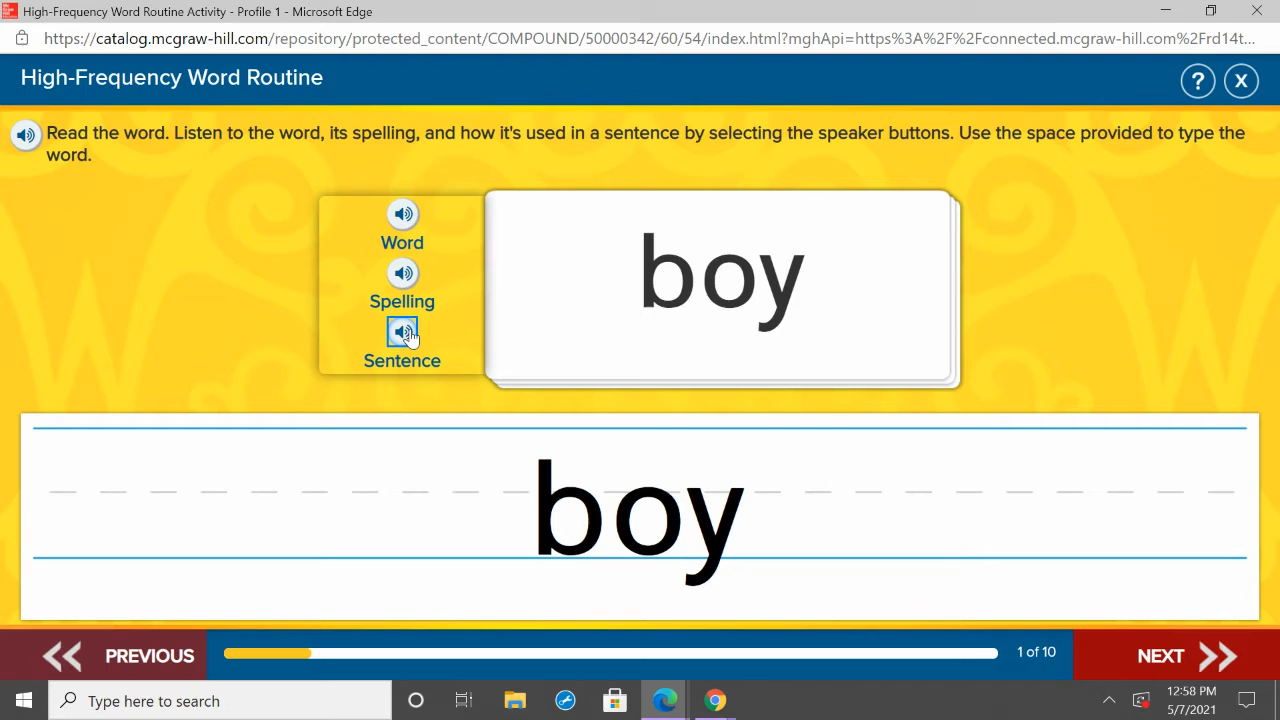 High-Frequency Word Routine Activity - Profile 1 - Microsoft Edge
https://catalog.mcgraw-hill.com/repository/protected_content/COMPOUND/50000342/60/54/index.html?mghApi=https%3A%2F%2Fconnected.mcgraw-hill.com%2Frd14t...
High-Frequency Word Routine
?
X
Read the word. Listen to the word, its spelling, and how it's used in a sentence by selecting the speaker buttons. Use the space provided to type the
word.
Word
Spelling
Sentence
boy
boy
PREVIOUS
1 of 10
NEXT
Type here to search
12:58 PM
5/7/2021